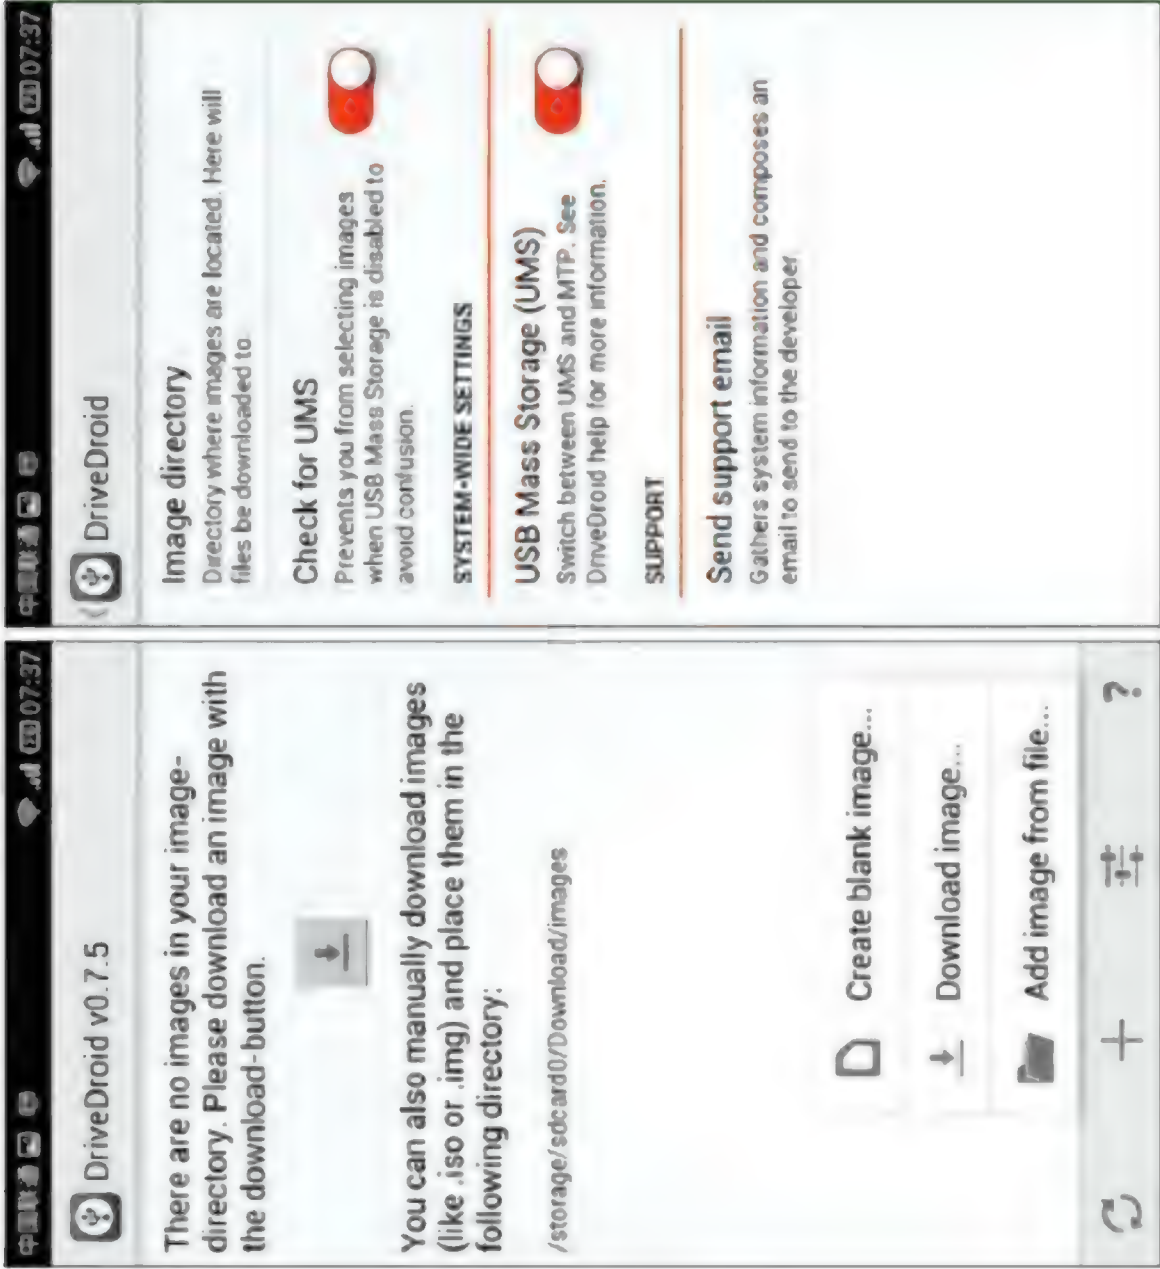 07:37
DriveDroid v0.7.5
There are no images in your image-
directory. Please download an image with
the download-button.
You can also manually download images
(like .iso or .img) and place them in the
following directory:
/storage/sdcard0/Download/images
Create blank image...
Download image...
Add image from file...
?
07:37
DriveDroid
Image directory
Directory where images are located. Here will
files be downloaded to.
Check for UMS
Prevents you from selecting images
when USB Mass Storage is disabled to
avoid confusion.
SYSTEM-WIDE SETTINGS
USB Mass Storage (UMS)
Switch between UMS and MTP. See
DriveDroid help for more information.
SUPPORT
Send support email
Gathers system information and composes an
email to send to the developer